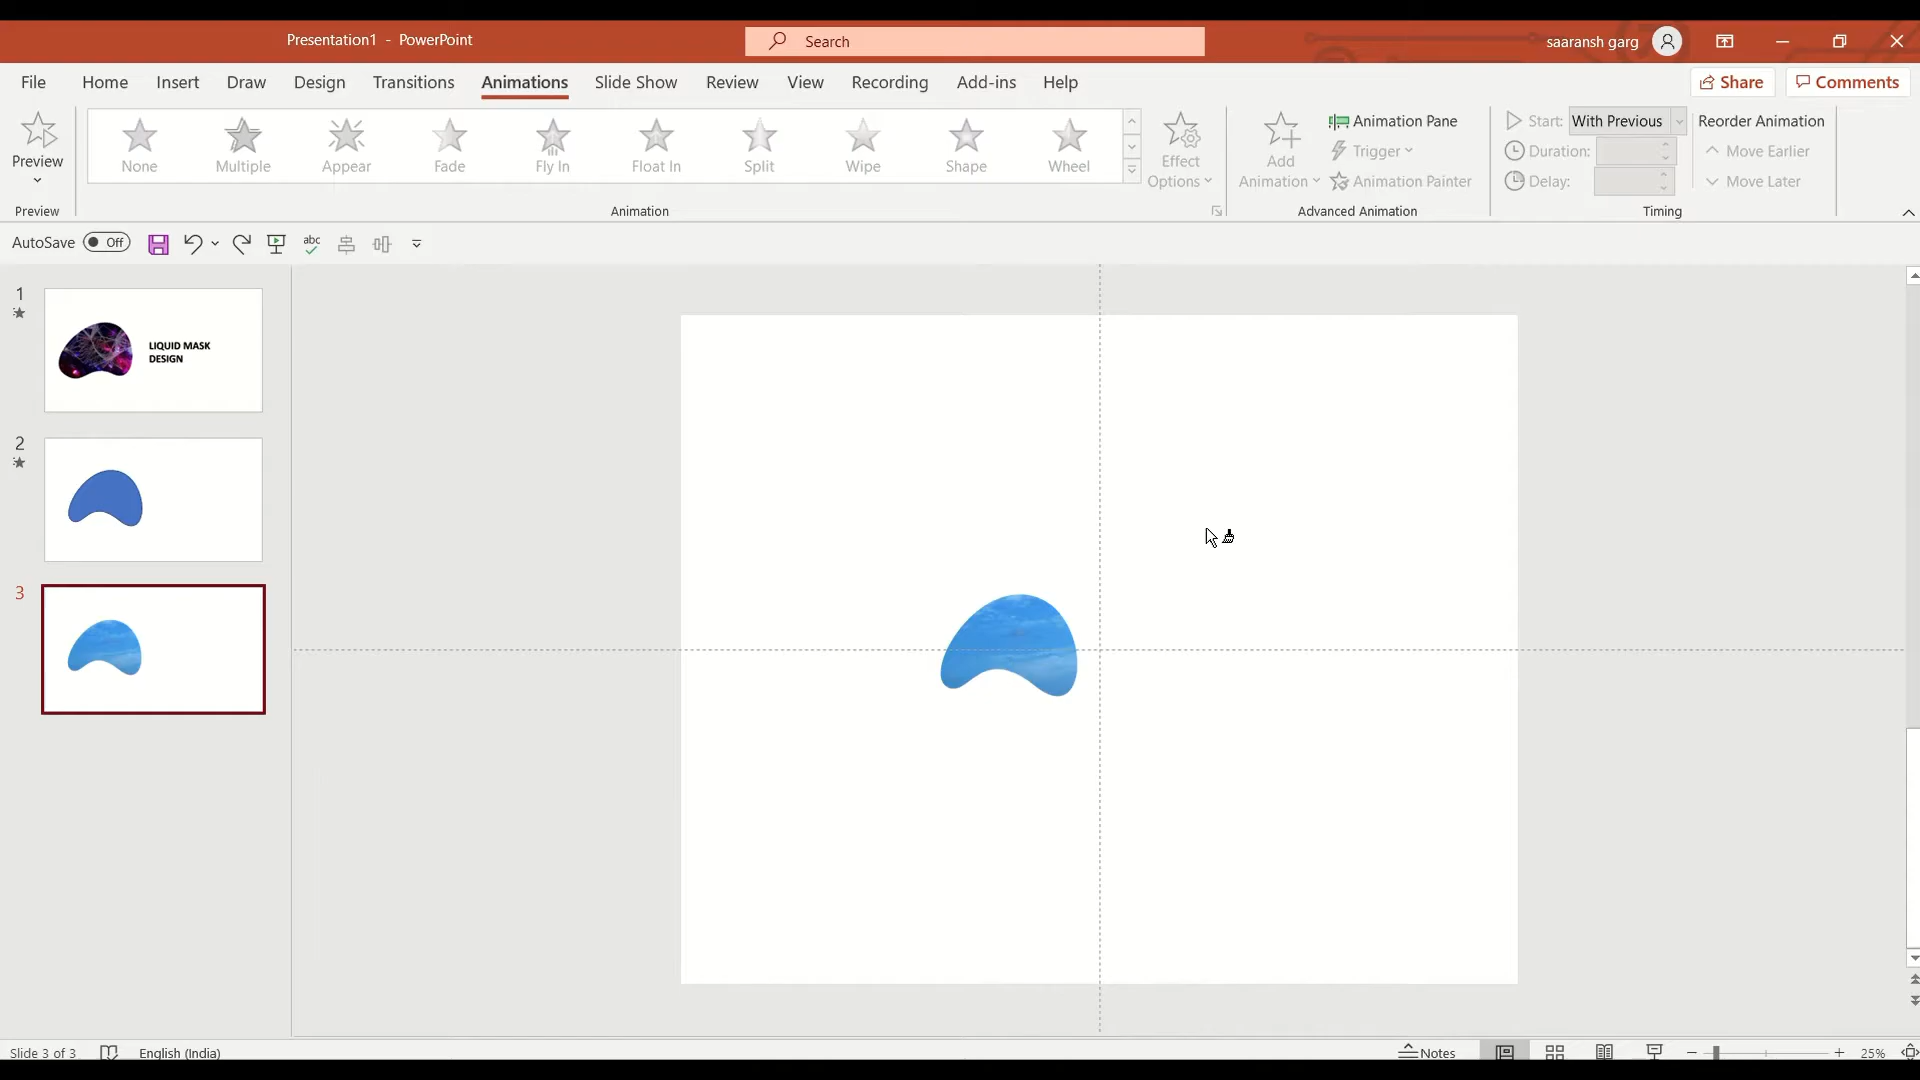 Presentation1 - PowerPoint
Search
saaransh garg
File Home Insert Draw Design Transitions Animations Slide Show Review View Recording Add-ins Help
Share Comments
Preview
None Multiple Appear Fade Fly In Float In Split Wipe Shape Wheel
Effect
Options
Add
Animation
Animation Pane
Trigger
Animation Painter
Start: With Previous
Duration:
Delay:
Reorder Animation
Move Earlier
Move Later
Preview
Animation
Advanced Animation
Timing
AutoSave Off
abc
1
LIQUID MASK
DESIGN
2
3
Slide 3 of 3
English (India)
Notes
25%